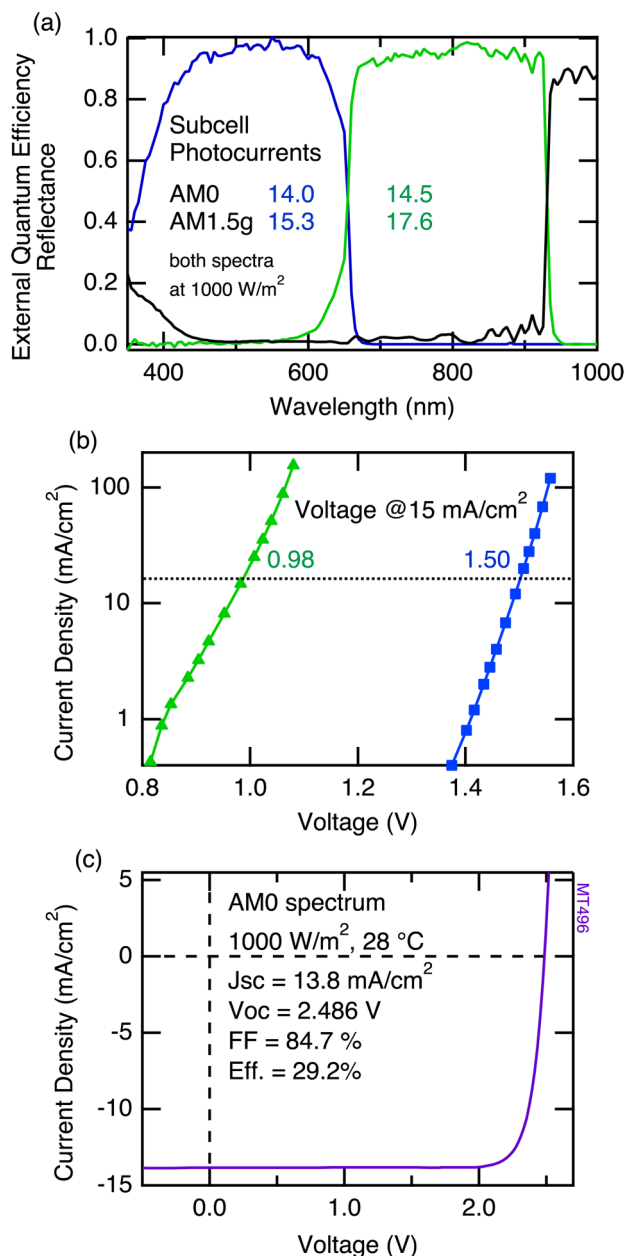 (a)
1.0
0.8
0.6
0.4
0.2
0.0
External Quantum Efficiency
Reflectance
Subcell
Photocurrents
AM0 14.0 14.5
AM1.5g 15.3 17.6
both spectra
at 1000 W/m²
400 600 800 1000
Wavelength (nm)
(b)
100
10
1
Current Density (mA/cm²)
Voltage @15 mA/cm²
0.98 1.50
0.8 1.0 1.4 1.6
Voltage (V)
(c)
5
0
-5
-10
-15
Current Density (mA/cm²)
AM0 spectrum
1000 W/m², 28 °C
Jsc = 13.8 mA/cm²
Voc = 2.486 V
FF = 84.7 %
Eff. = 29.2%
MT496
0.0 1.0 2.0
Voltage (V)